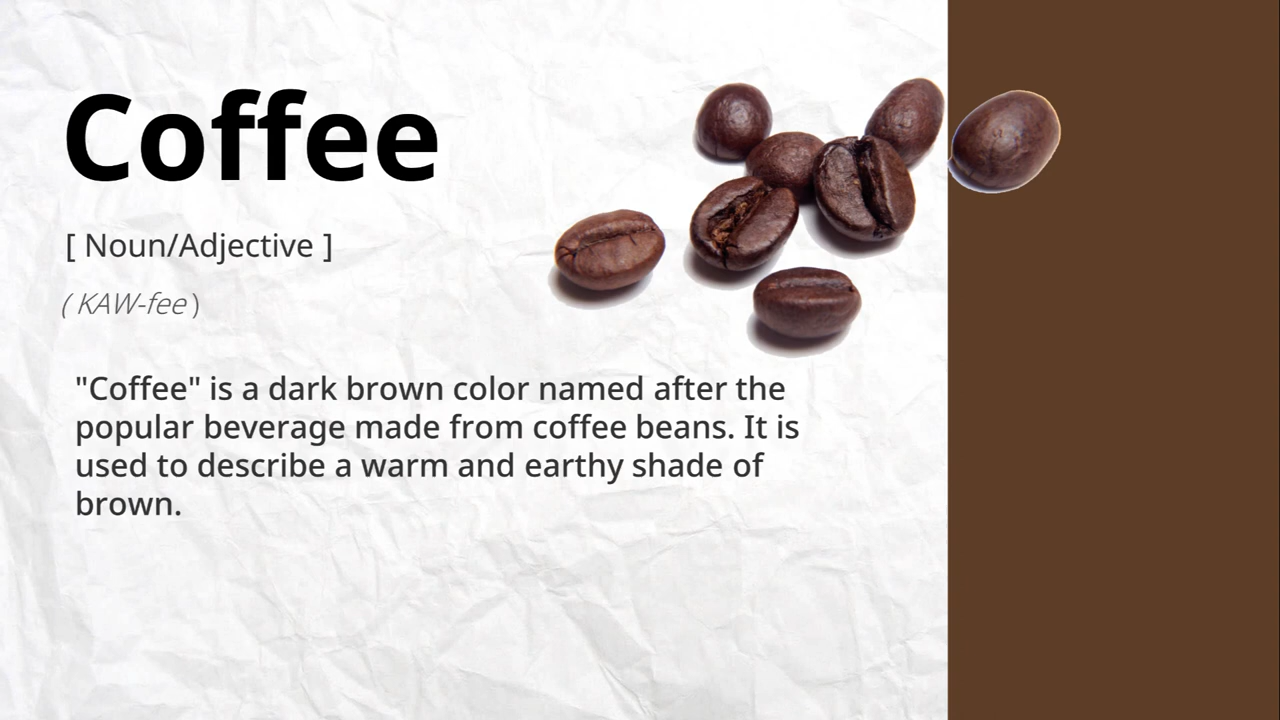 Coffee
[ Noun/Adjective ]
( KAW-fee )
"Coffee" is a dark brown color named after the
popular beverage made from coffee beans. It is
used to describe a warm and earthy shade of
brown.